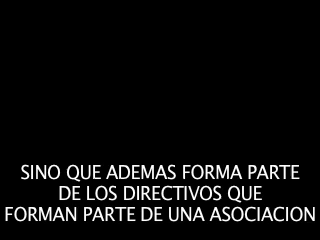 SINO QUE ADEMAS FORMA PARTE
DE LOS DIRECTIVOS QUE
FORMAN PARTE DE UNA ASOCIACION